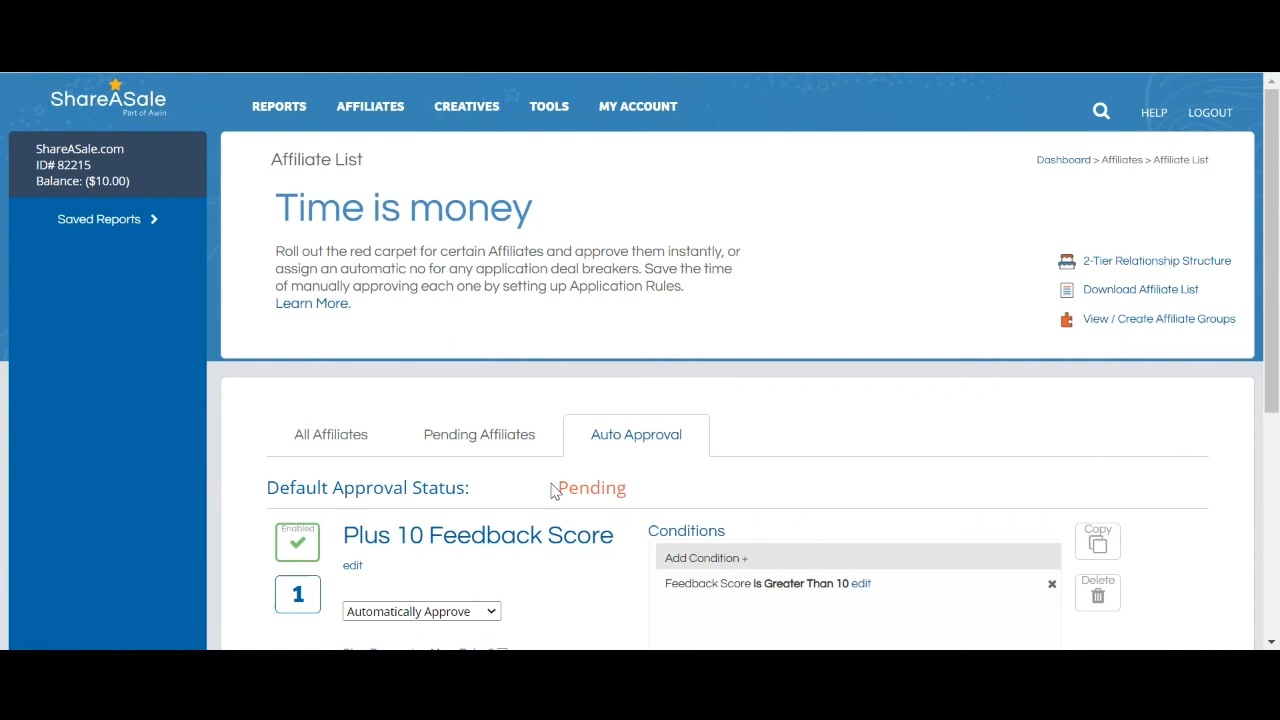 ShareASale
Part of Awin
REPORTS AFFILIATES CREATIVES TOOLS MY ACCOUNT
HELP LOGOUT
ShareASale.com
ID# 82215
Balance: ($10.00)
Saved Reports
Affiliate List
Dashboard > Affiliates > Affiliate List
Time is money
Roll out the red carpet for certain Affiliates and approve them instantly, or
assign an automatic no for any application deal breakers. Save the time
of manually approving each one by setting up Application Rules.
Learn More.
2-Tier Relationship Structure
Download Affiliate List
View / Create Affiliate Groups
All Affiliates Pending Affiliates Auto Approval
Default Approval Status: Pending
Enabled
Plus 10 Feedback Score
edit
1
Automatically Approve
Conditions
Add Condition +
Feedback Score Is Greater Than 10 edit
Copy
Delete